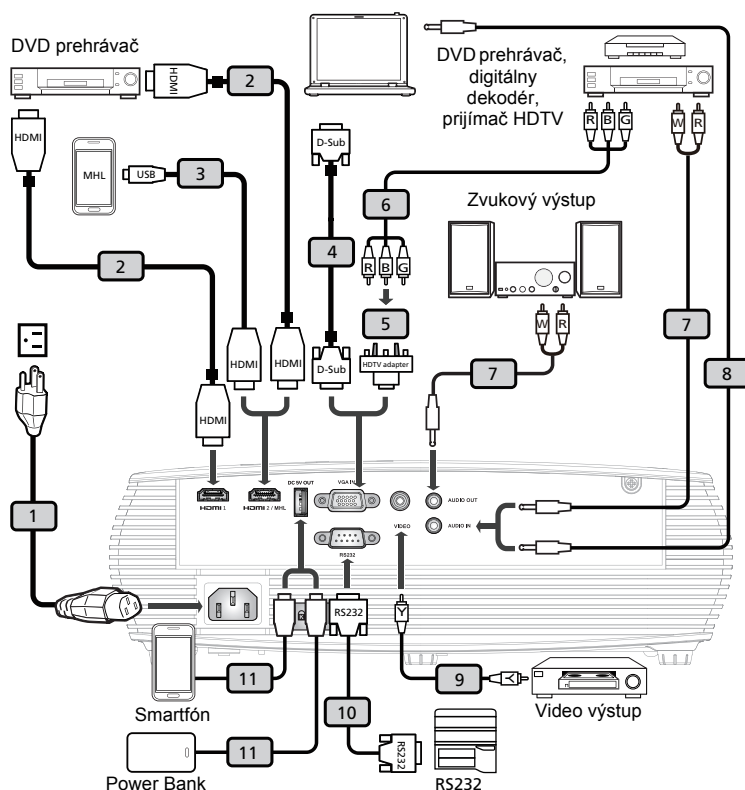 DVD prehrávač
HDMI
2
HDMI
MHL
USB
3
2
D-Sub
4
D-Sub
DVD prehrávač,
digitálny
dekodér,
prijímač HDTV
R B G
W R
6
R B G
5
HDTV adapter
Zvukový výstup
W R
7
7
8
HDMI
HDMI
HDMI
1
HDMI 1
HDMI 2 / MHL
DC 5V OUT
VGA IN
RS232
VIDEO
AUDIO OUT
AUDIO IN
RS232
Y
11
Smartfón
11
Power Bank
10
RS232
RS232
9
Y
Video výstup